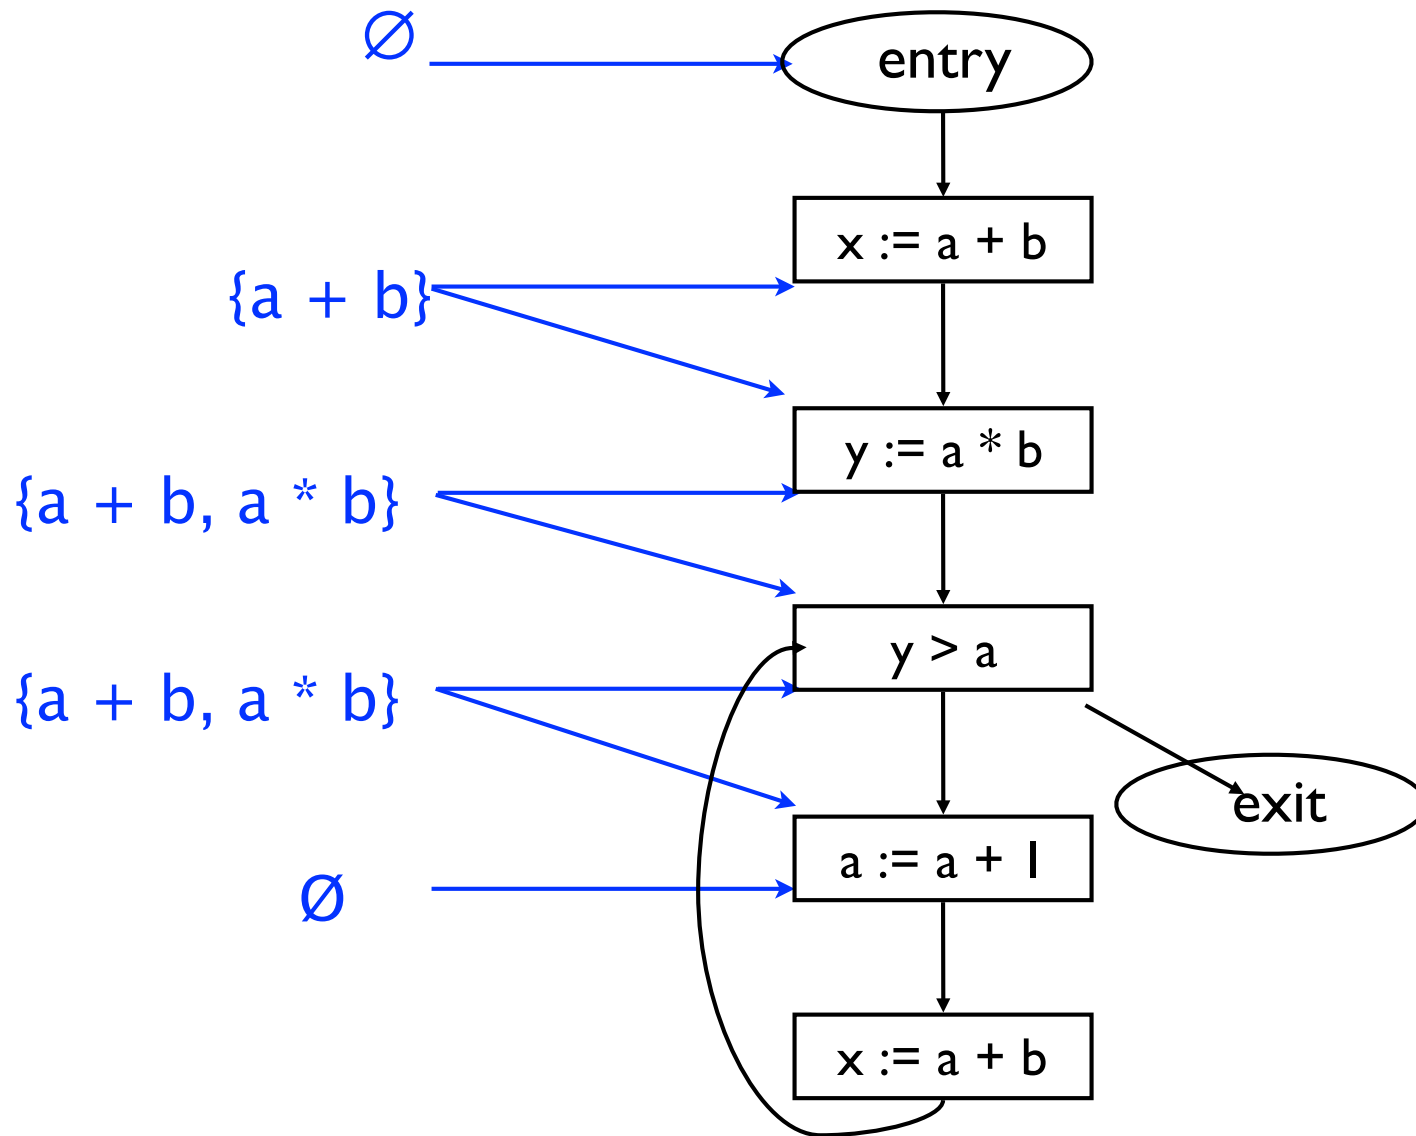 ∅
entry
x := a + b
{a + b}
y := a * b
{a + b, a * b}
y > a
{a + b, a * b}
exit
a := a + 1
Ø
x := a + b